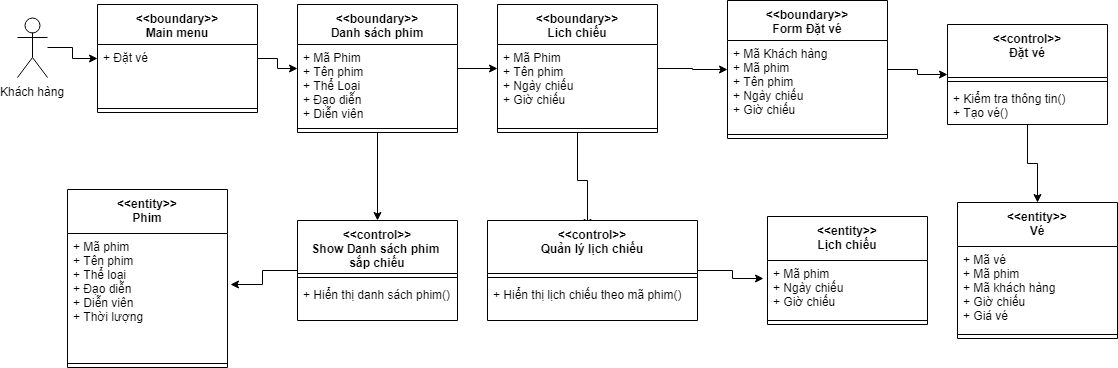 Khách hàng
<<boundary>>
Main menu
+ Đặt vé
<<boundary>>
Danh sách phim
+ Mã Phim
+ Tên phim
+ Thể Loại
+ Đạo diễn
+ Diễn viên
<<boundary>>
Lich chiếu
+ Mã Phim
+ Tên phim
+ Ngày chiếu
+ Giờ chiếu
<<boundary>>
Form Đặt vé
+ Mã Khách hàng
+ Mã phim
+ Tên phim
+ Ngáy chiếu
+ Giờ chiếu
<<control>>
Đặt vé
+ Kiểm tra thông tin()
+ Tạo vé()
<<entity>>
Phim
+ Mã phim
+ Tên phim
+ Thể loại
+ Đạo diễn
+ Diễn viên
+ Thời lượng
<<control>>
Show Danh sách phim
sắp chiếu
+ Hiển thị danh sách phim()
<<control>>
Quản lý lịch chiếu
+ Hiển thị lịch chiếu theo mã phim()
<<entity>>
Lịch chiếu
+ Mã phim
+ Ngày chiếu
+ Giờ chiếu
<<entity>>
Vé
+ Mã vé
+ Mã phim
+ Mã khách hàng
+ Giờ chiếu
+ Giá vé